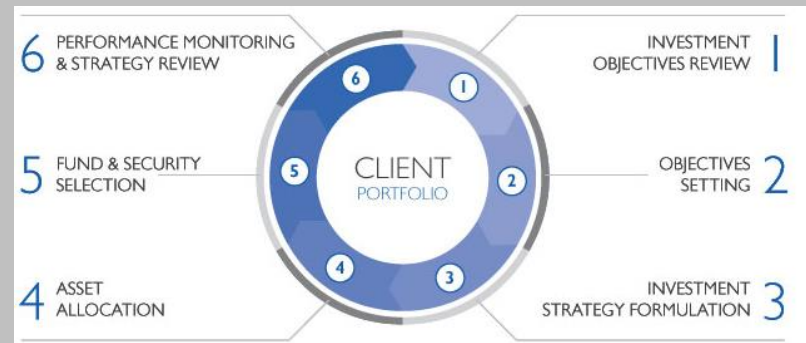 6 PERFORMANCE MONITORING
& STRATEGY REVIEW
INVESTMENT
OBJECTIVES REVIEW 1
5 FUND & SECURITY
SELECTION
OBJECTIVES
SETTING 2
4 ASSET
ALLOCATION
INVESTMENT
STRATEGY FORMULATION 3
6
1
5
2
4
3
CLIENT
PORTFOLIO